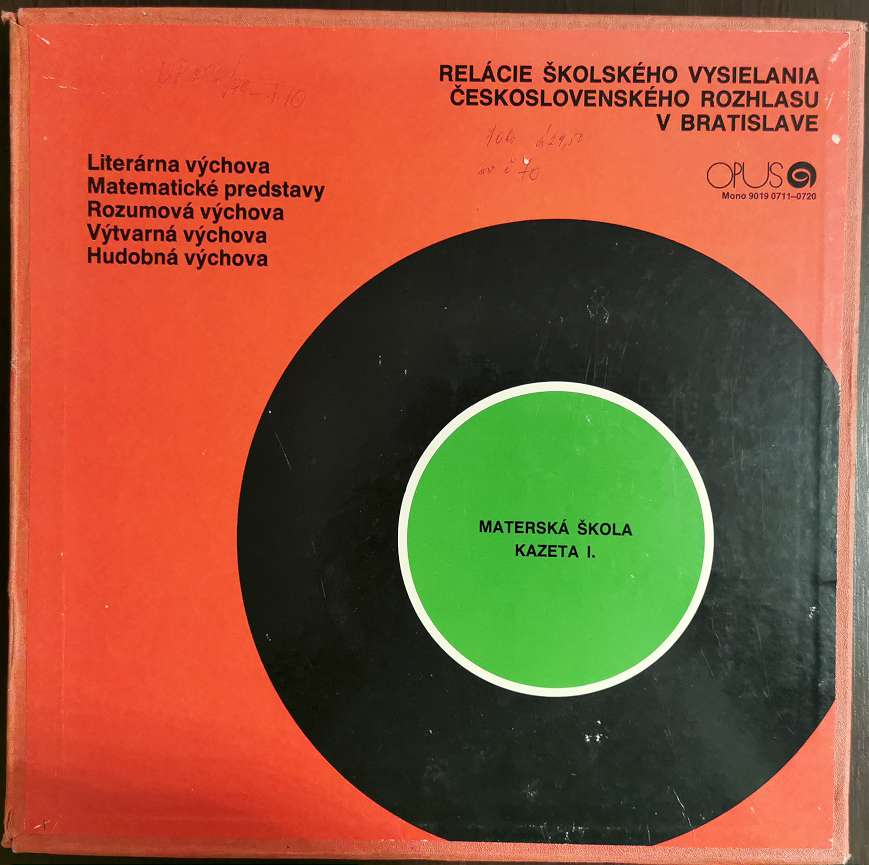 RELÁCIE ŠKOLSKÉHO VYSIELANIA
ČESKOSLOVENSKÉHO ROZHLASU
V BRATISLAVE
OPUS
Mono 9019 0711–0720
Literárna výchova
Matematické predstavy
Rozumová výchova
Výtvarná výchova
Hudobná výchova
MATERSKÁ ŠKOLA
KAZETA I.